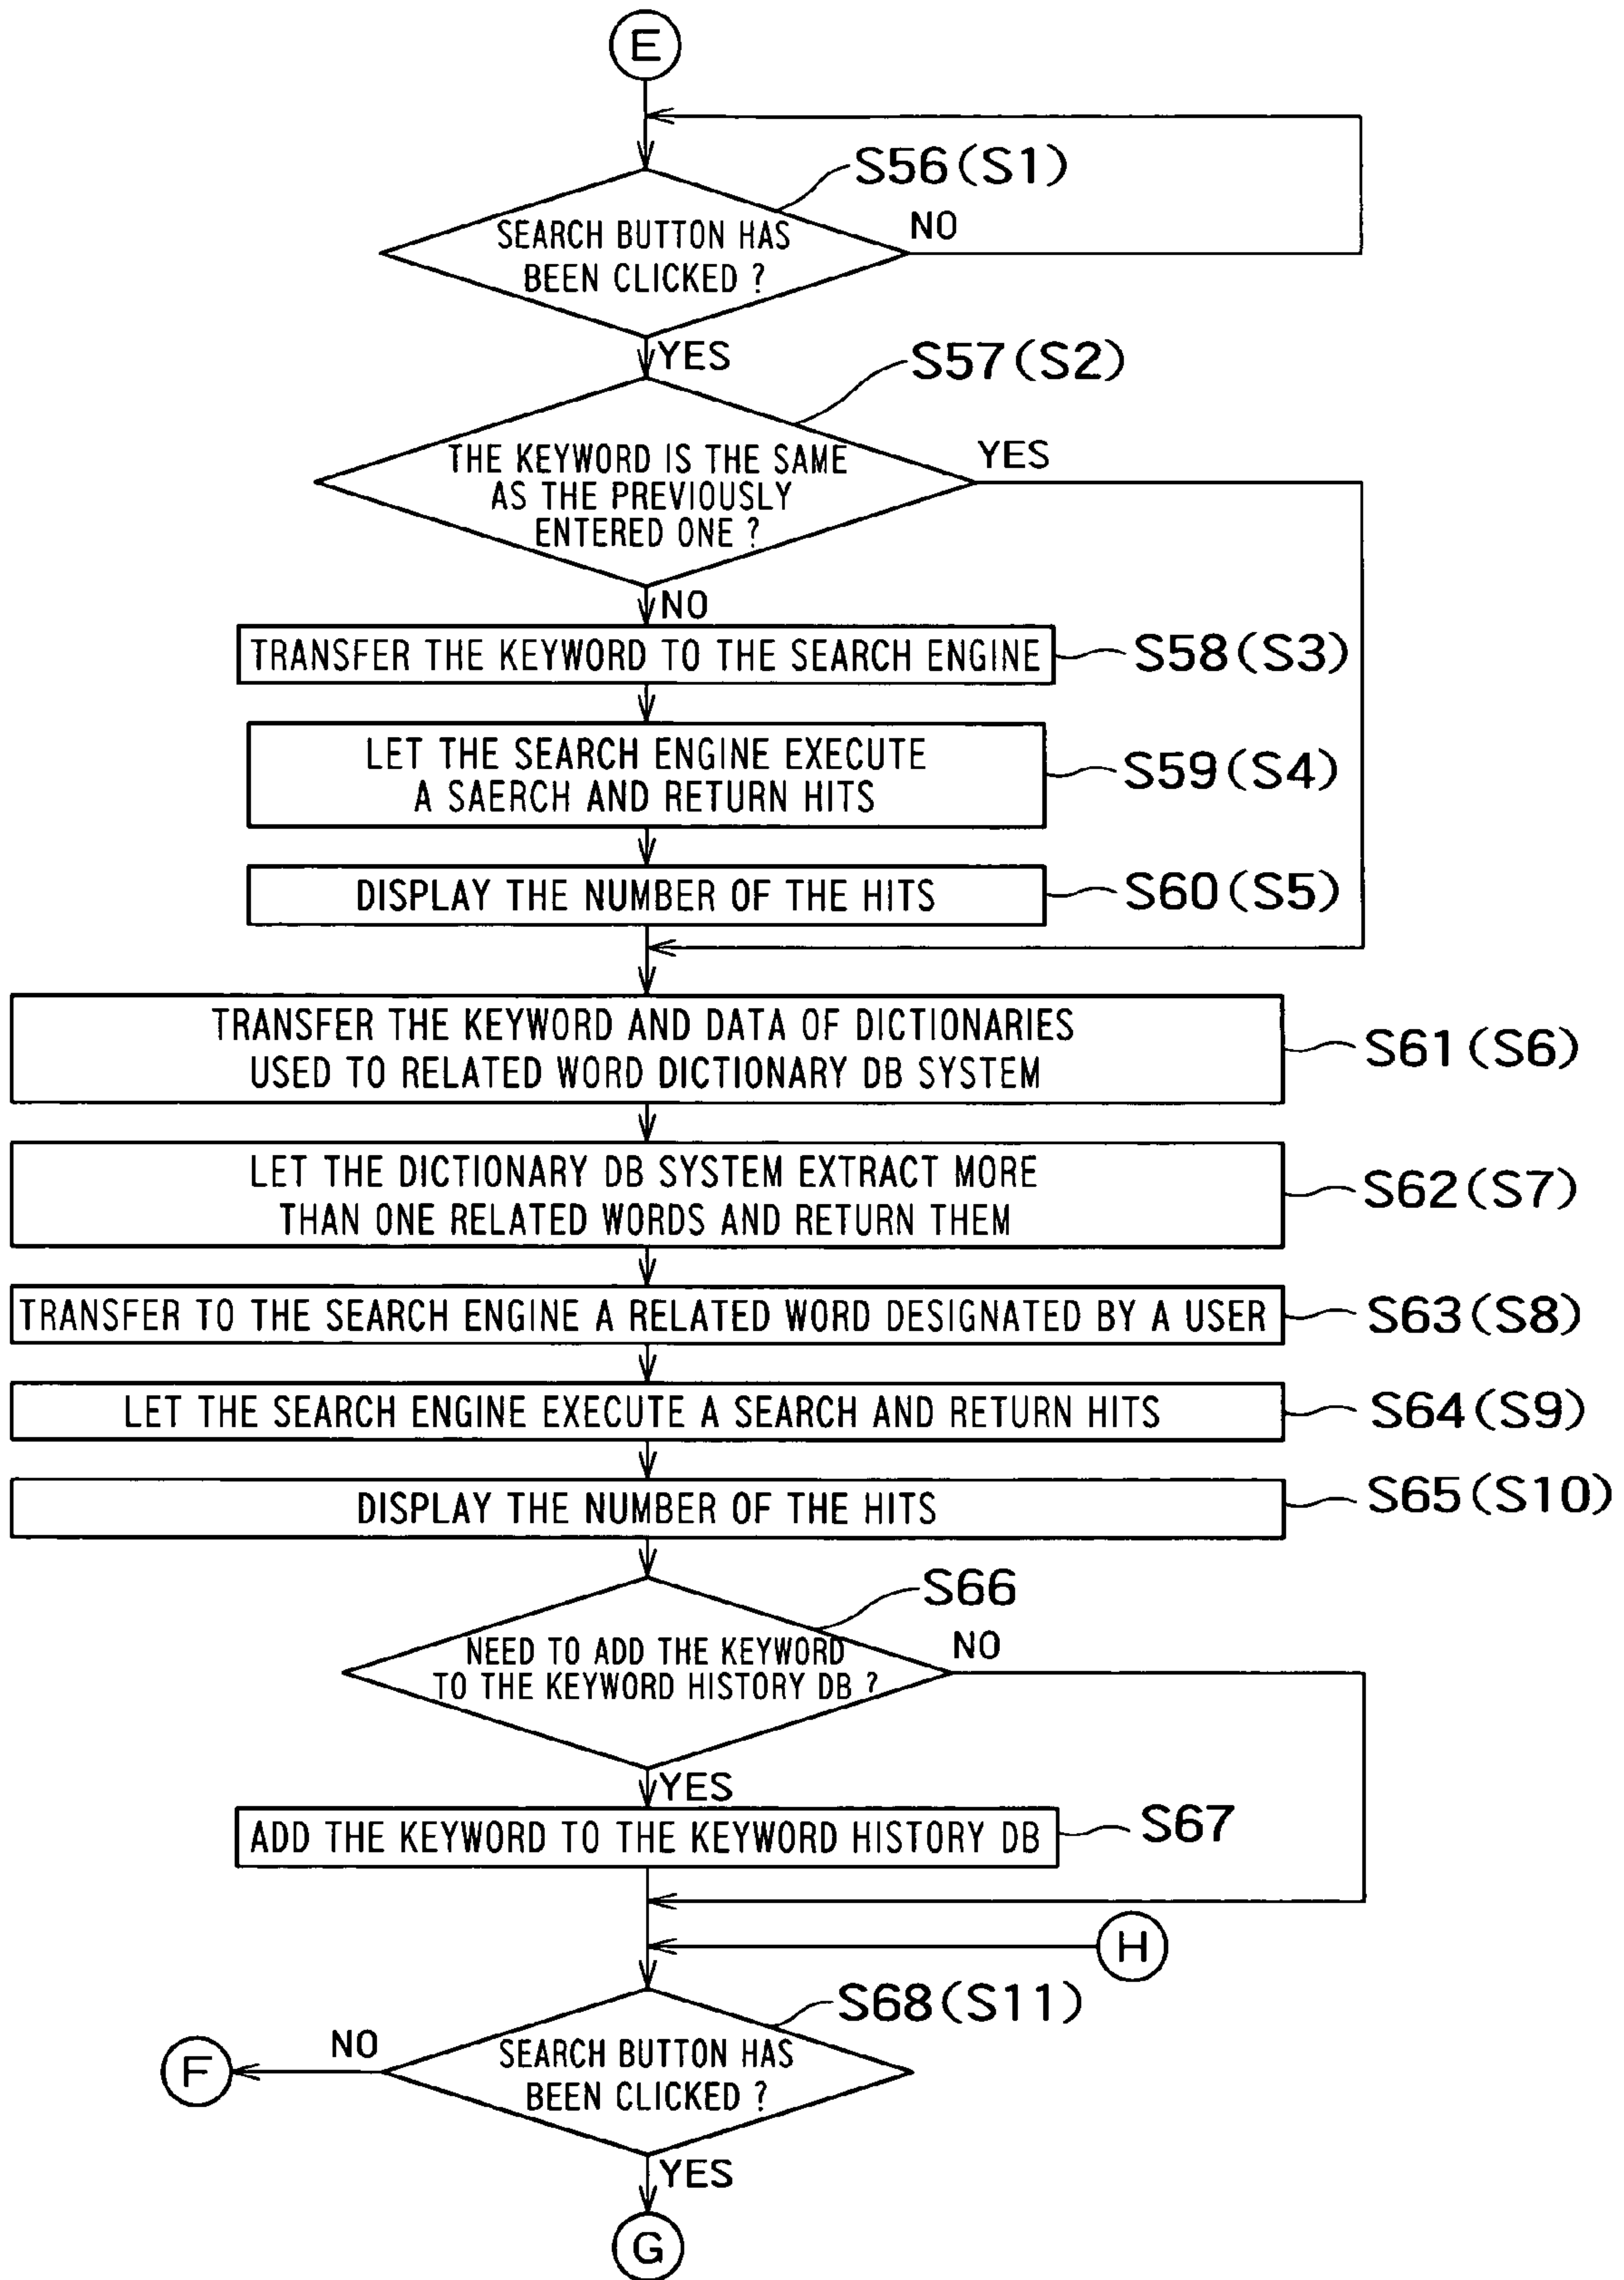 E
S56(S1)
SEARCH BUTTON HAS
BEEN CLICKED ?
NO
YES
S57(S2)
THE KEYWORD IS THE SAME
AS THE PREVIOUSLY
ENTERED ONE ?
YES
NO
TRANSFER THE KEYWORD TO THE SEARCH ENGINE
S58(S3)
LET THE SEARCH ENGINE EXECUTE
A SAERCH AND RETURN HITS
S59(S4)
DISPLAY THE NUMBER OF THE HITS
S60(S5)
TRANSFER THE KEYWORD AND DATA OF DICTIONARIES
USED TO RELATED WORD DICTIONARY DB SYSTEM
S61(S6)
LET THE DICTIONARY DB SYSTEM EXTRACT MORE
THAN ONE RELATED WORDS AND RETURN THEM
S62(S7)
TRANSFER TO THE SEARCH ENGINE A RELATED WORD DESIGNATED BY A USER
S63(S8)
LET THE SEARCH ENGINE EXECUTE A SEARCH AND RETURN HITS
S64(S9)
DISPLAY THE NUMBER OF THE HITS
S65(S10)
S66
NEED TO ADD THE KEYWORD
TO THE KEYWORD HISTORY DB ?
NO
YES
ADD THE KEYWORD TO THE KEYWORD HISTORY DB
S67
H
S68(S11)
SEARCH BUTTON HAS
BEEN CLICKED ?
NO
F
YES
G